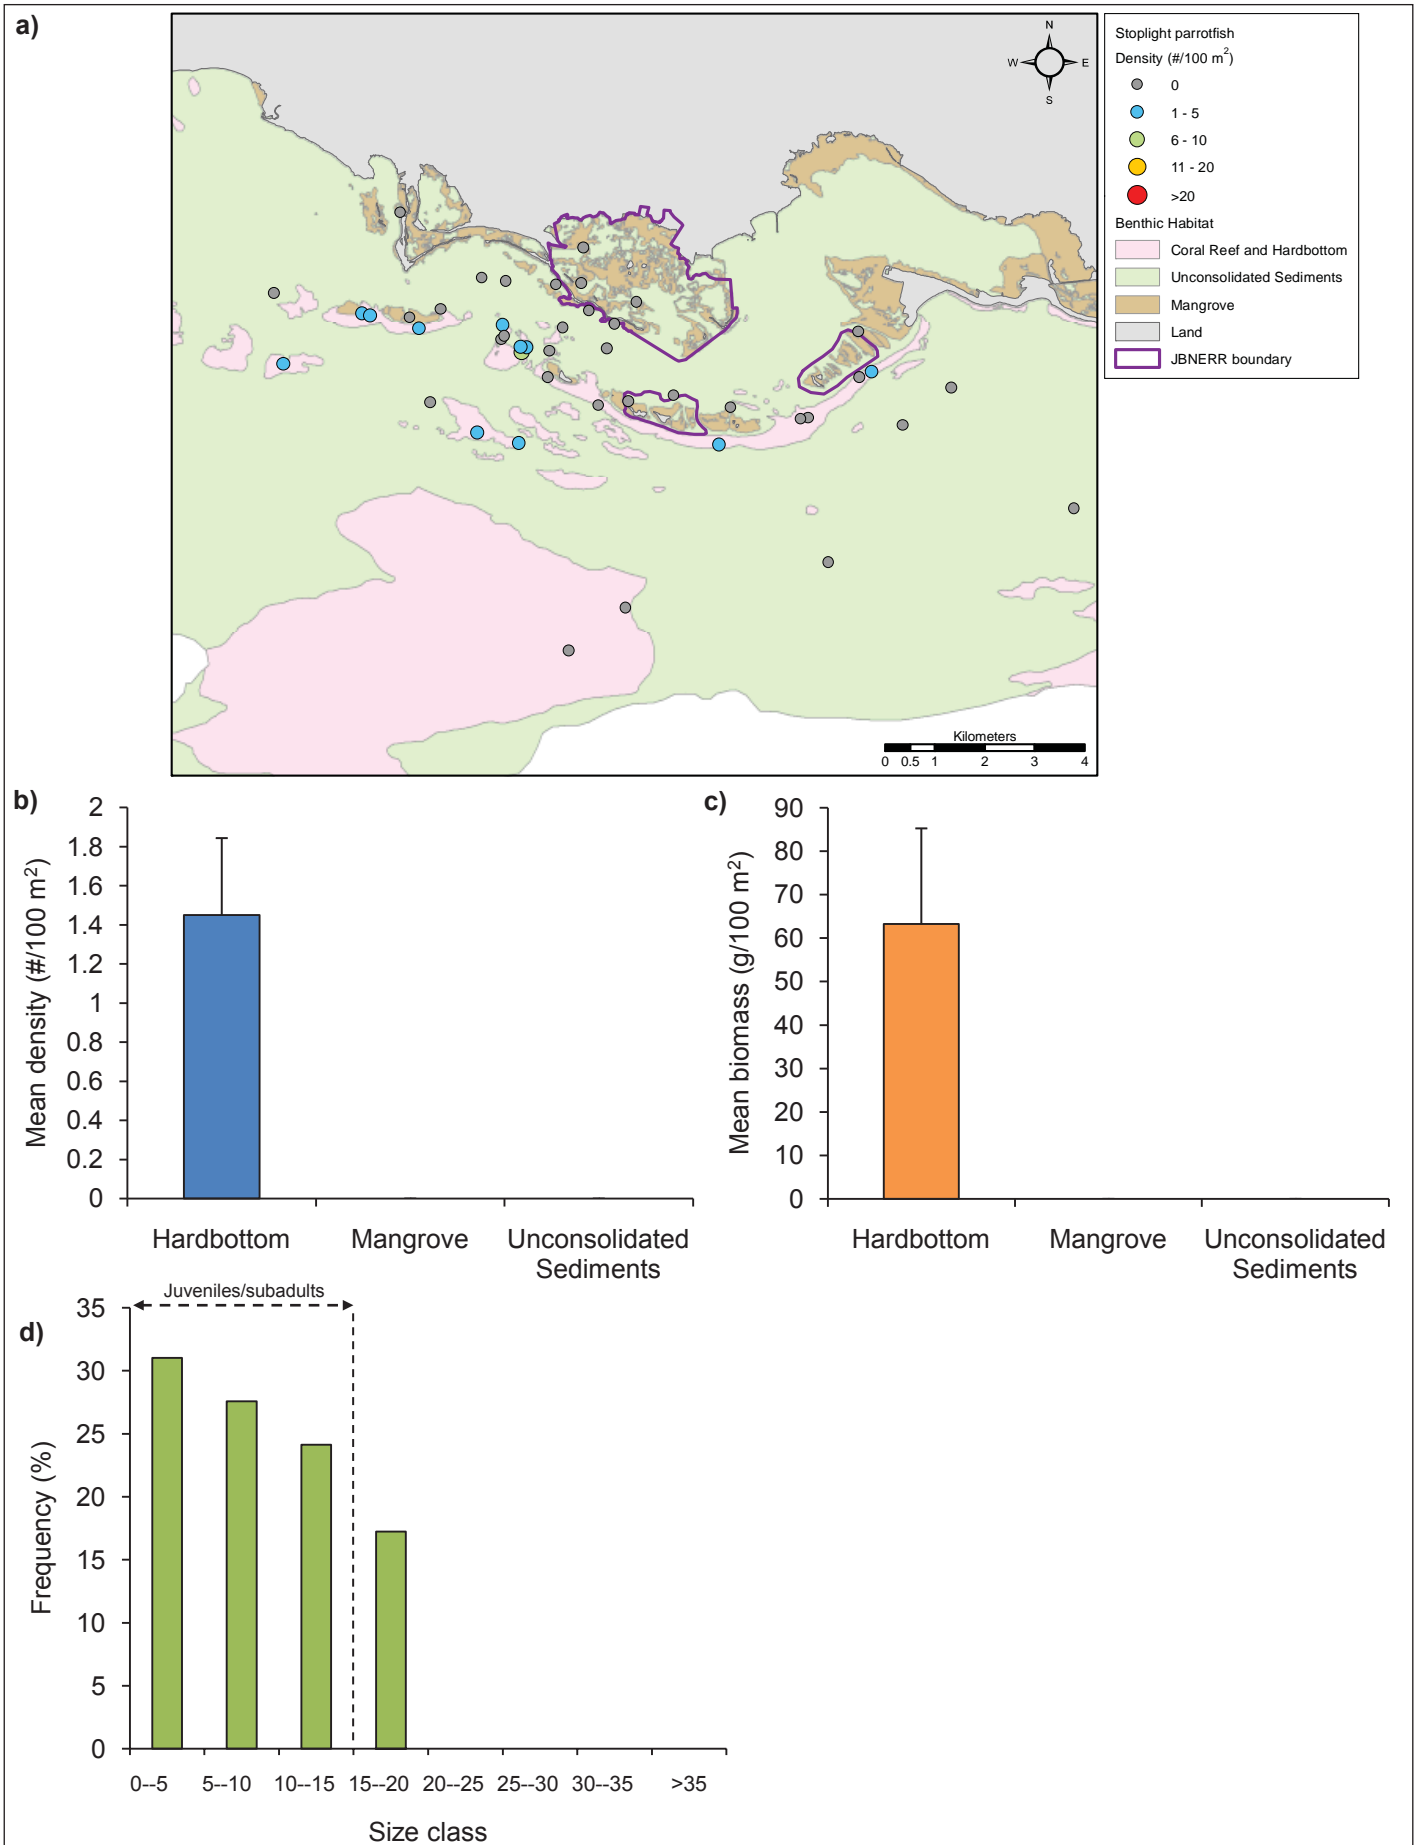 a)
N
W E
S
Stoplight parrotfish
Density (#/100 m²)
0
1 - 5
6 - 10
11 - 20
>20
Benthic Habitat
Coral Reef and Hardbottom
Unconsolidated Sediments
Mangrove
Land
JBNERR boundary
Kilometers
0 0.5 1 2 3 4
b)
Mean density (#/100 m²)
2
1.8
1.6
1.4
1.2
1
0.8
0.6
0.4
0.2
0
Hardbottom Mangrove Unconsolidated
Sediments
c)
Mean biomass (g/100 m²)
90
80
70
60
50
40
30
20
10
0
Hardbottom Mangrove Unconsolidated
Sediments
d)
Juveniles/subadults
Frequency (%)
35
30
25
20
15
10
5
0
0--5 5--10 10--15 15--20 20--25 25--30 30--35 >35
Size class